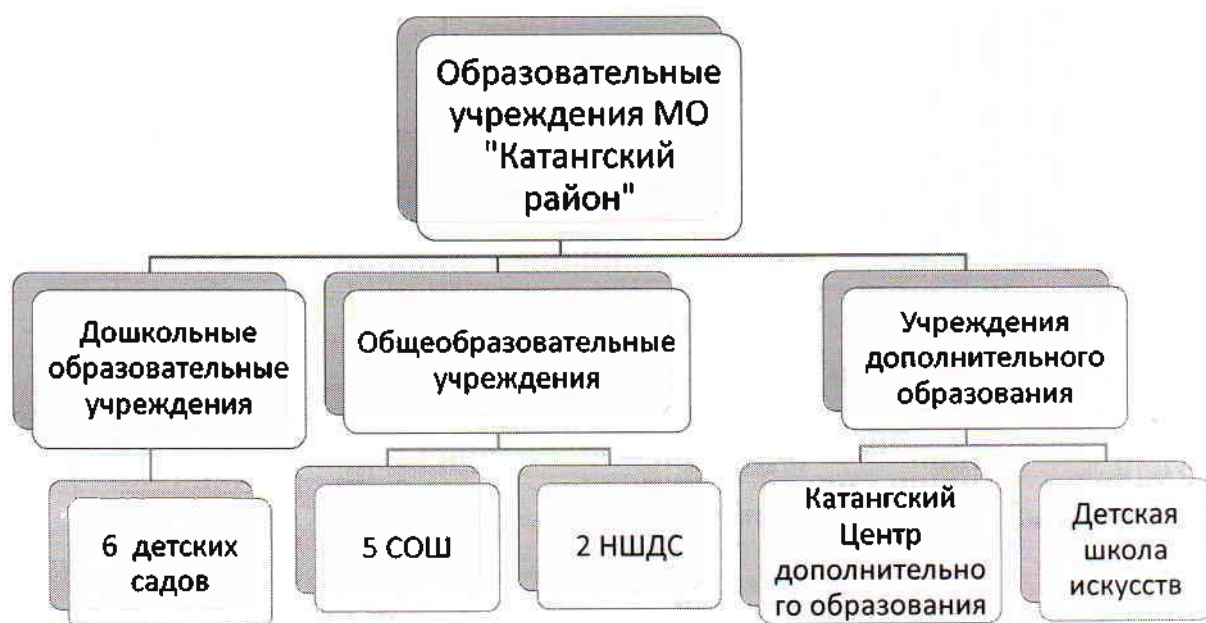 Образовательные
учреждения МО
"Катангский
район"
Дошкольные
образовательные
учреждения
Общеобразовательные
учреждения
Учреждения
дополнительного
образования
6 детских
садов
5 СОШ
2 НШДС
Катангский
Центр
дополнительно
го образования
Детская
школа
искусств